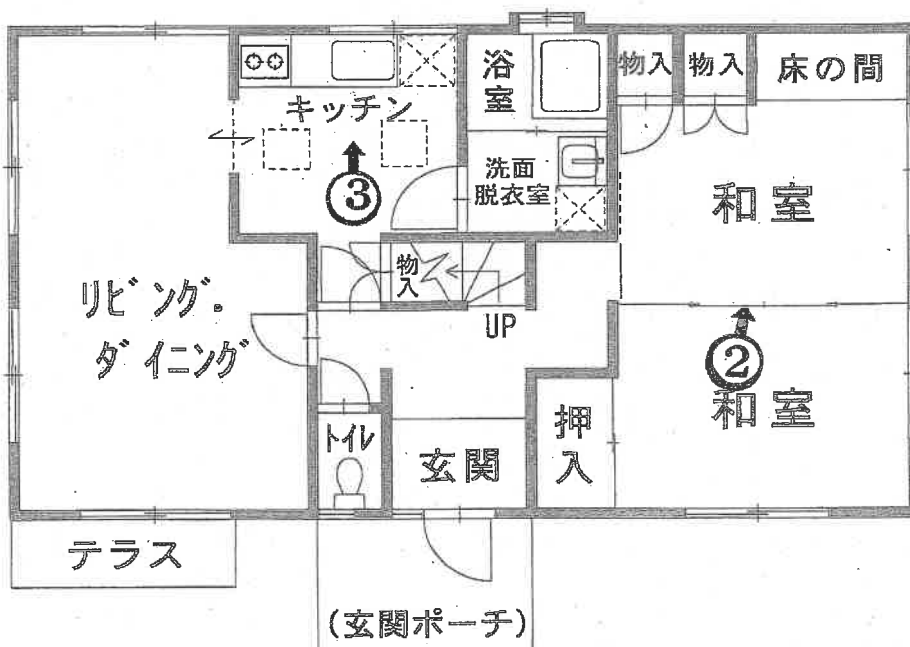 浴室
物入
物入
床の間
キッチン
洗面
脱衣室
③
和室
物入
リビング・
ダイニング
UP
②
和室
押入
トイレ
玄関
テラス
(玄関ポーチ)